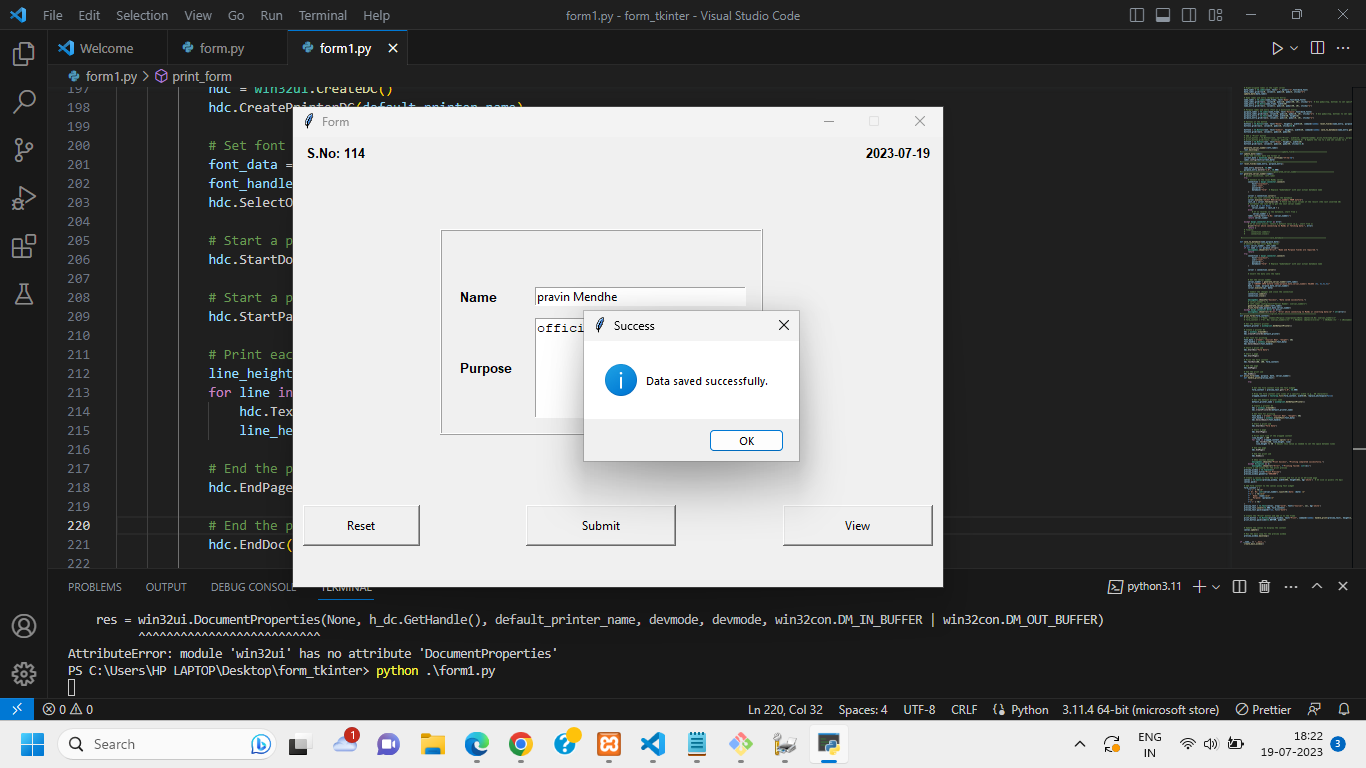 File Edit Selection View Go Run Terminal Help
form1.py - form_tkinter - Visual Studio Code
Welcome
form.py
form1.py
form1.py > print_form
197 hdc = win32ui.CreateDC()
198 hdc.CreatePrinterDC(default_printer_name)
199
200 # Set font
201 font_data =
202 font_handle
203 hdc.SelectO
204
205 # Start a p
206 hdc.StartDo
207
208 # Start a p
209 hdc.StartPa
210
211 # Print eac
212 line_height
213 for line in
214 hdc.Tex
215 line_he
216
217 # End the p
218 hdc.EndPage
219
220 # End the p
221 hdc.EndDoc(
222
Form
S.No: 114
2023-07-19
Name
pravin Mendhe
Purpose
offici
Success
Data saved successfully.
OK
Reset
Submit
View
PROBLEMS OUTPUT DEBUG CONSOLE TERMINAL
python3.11
res = win32ui.DocumentProperties(None, h_dc.GetHandle(), default_printer_name, devmode, devmode, win32con.DM_IN_BUFFER | win32con.DM_OUT_BUFFER)
^^^^^^^^^^^^^^^^^^^^^^^^^^
AttributeError: module 'win32ui' has no attribute 'DocumentProperties'
PS C:\Users\HP LAPTOP\Desktop\form_tkinter> python .\form1.py
0 0
Ln 220, Col 32 Spaces: 4 UTF-8 CRLF Python 3.11.4 64-bit (microsoft store) Prettier
Search
1
ENG
IN
18:22
19-07-2023
3